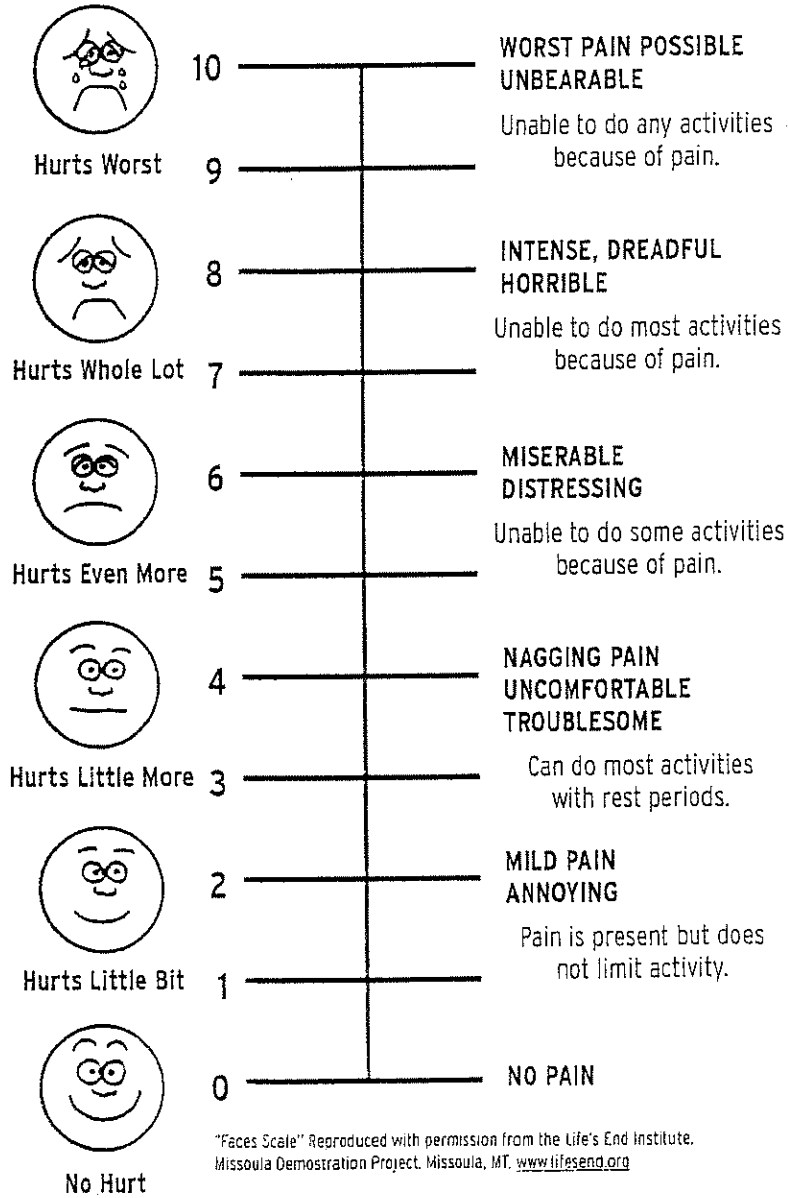 10
WORST PAIN POSSIBLE
UNBEARABLE
Unable to do any activities
because of pain.
Hurts Worst
9
8
INTENSE, DREADFUL
HORRIBLE
Unable to do most activities
because of pain.
Hurts Whole Lot
7
6
MISERABLE
DISTRESSING
Unable to do some activities
because of pain.
Hurts Even More
5
4
NAGGING PAIN
UNCOMFORTABLE
TROUBLESOME
Can do most activities
with rest periods.
Hurts Little More
3
2
MILD PAIN
ANNOYING
Pain is present but does
not limit activity.
Hurts Little Bit
1
0
NO PAIN
"Faces Scale" Reproduced with permission from the Life's End Institute.
Missoula Demostration Project. Missoula, MT. www.lifesend.org
No Hurt